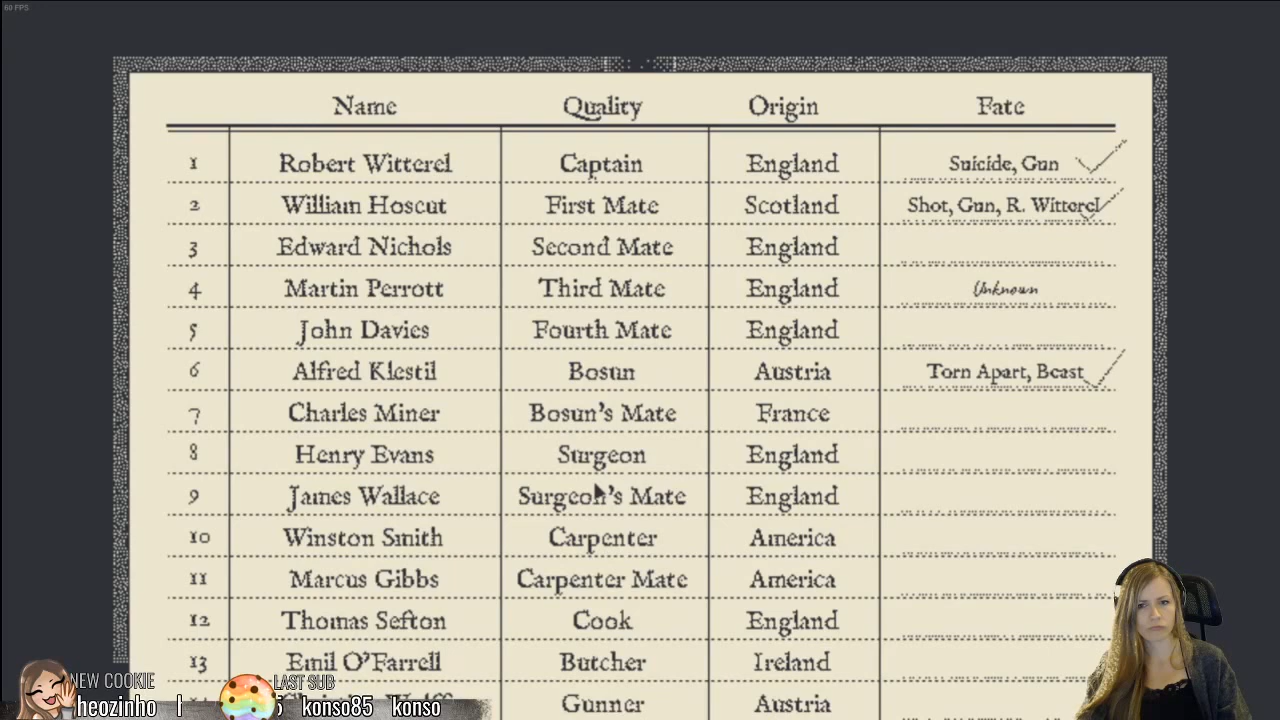 60 FPS
Name Quality Origin Fate
1 Robert Witterel Captain England Suicide, Gun
2 William Hoscut First Mate Scotland Shot, Gun, R. Witterel
3 Edward Nichols Second Mate England
4 Martin Perrott Third Mate England Unknown
5 John Davies Fourth Mate England
6 Alfred Klestil Bosun Austria Torn Apart, Beast
7 Charles Miner Bosun's Mate France
8 Henry Evans Surgeon England
9 James Wallace Surgeon's Mate England
10 Winston Smith Carpenter America
11 Marcus Gibbs Carpenter Mate America
12 Thomas Sefton Cook England
13 Emil O'Farrell Butcher Ireland
Gunner Austria
NEW COOKIE LAST SUB
heozinho konso85 konso